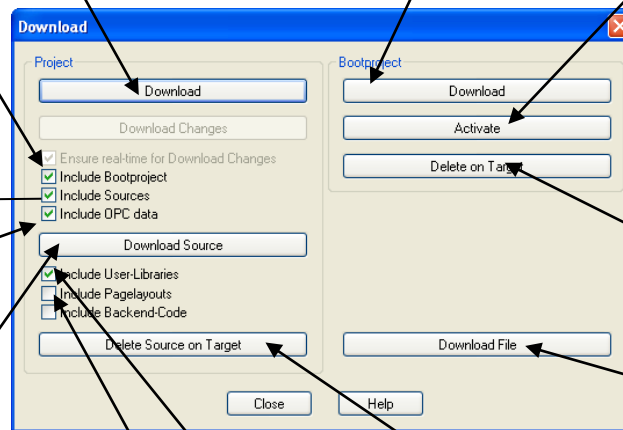 Download
Project
Download
Download Changes
Ensure real-time for Download Changes
Include Bootproject
Include Sources
Include OPC data
Download Source
Include User-Libraries
Include Pagelayouts
Include Backend-Code
Delete Source on Target
Bootproject
Download
Activate
Delete on Target
Download File
Close
Help